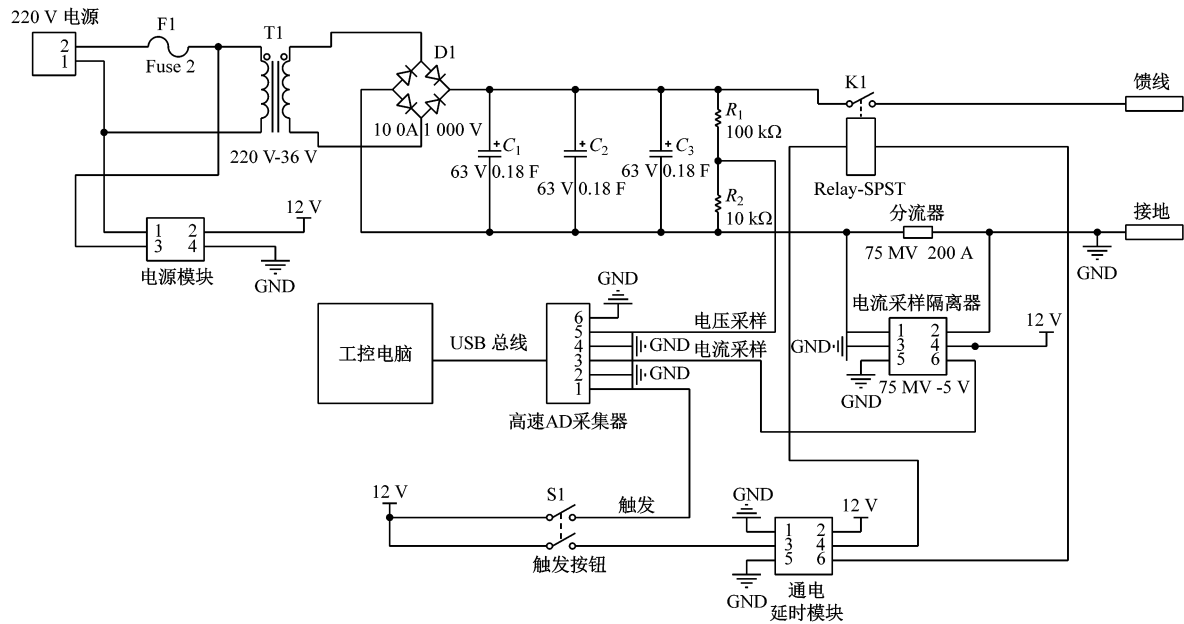 220 V 电源
F1
T1
2
1
Fuse 2
D1
10 0A 1 000 V
220 V-36 V
C1
63 V 0.18 F
C2
63 V 0.18 F
C3
63 V 0.18 F
R1
100 kΩ
R2
10 kΩ
K1
Relay-SPST
馈线
接地
分流器
75 MV 200 A
GND
12 V
1 2
3 4
电源模块
GND
GND
工控电脑
USB 总线
6
5
4
3
2
1
电压采样
GND
电流采样
GND
高速AD采集器
电流采样隔离器
12 V
GND
1 2
3 4
5 6
GND
75 MV -5 V
12 V
S1
触发
触发按钮
GND
12 V
1 2
3 4
5 6
GND
通电
延时模块